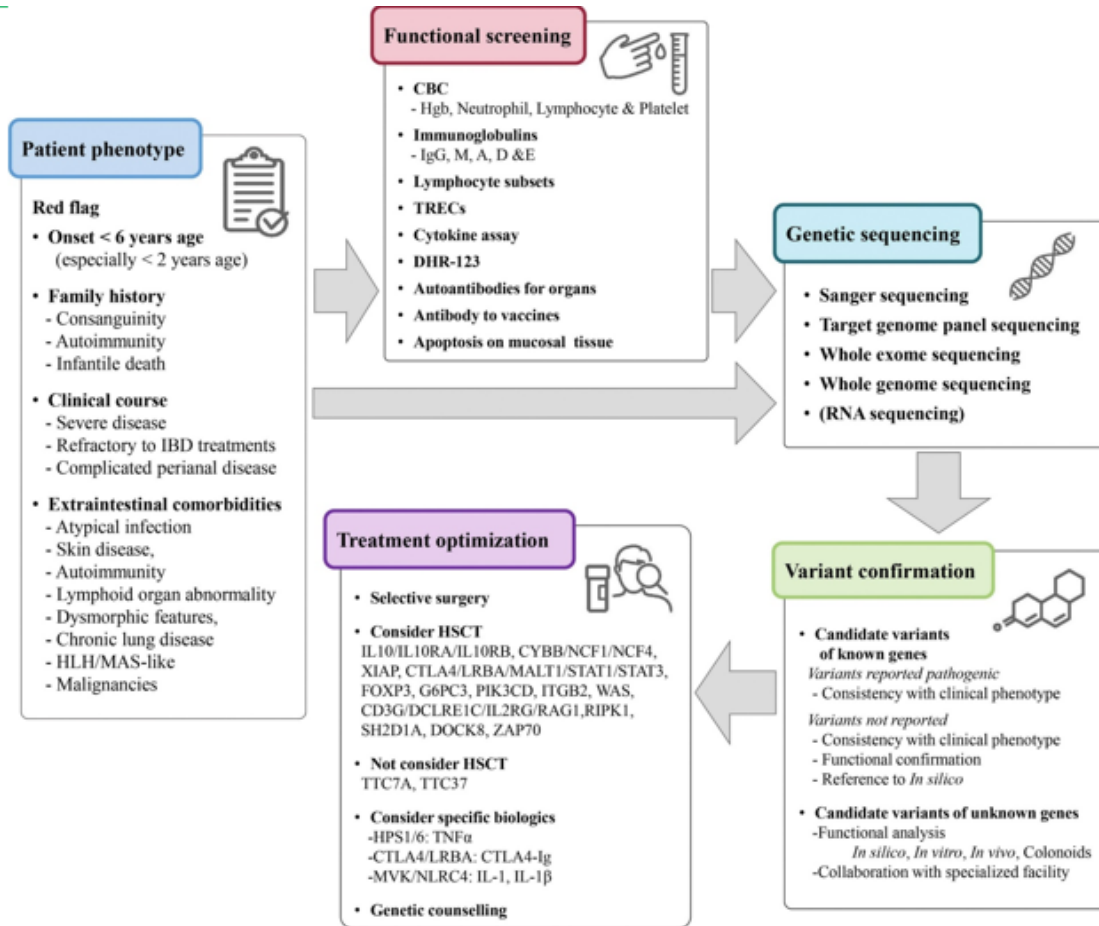 Patient phenotype
Red flag
• Onset < 6 years age
(especially < 2 years age)
• Family history
- Consanguinity
- Autoimmunity
- Infantile death
• Clinical course
- Severe disease
- Refractory to IBD treatments
- Complicated perianal disease
• Extraintestinal comorbidities
- Atypical infection
- Skin disease,
- Autoimmunity
- Lymphoid organ abnormality
- Dysmorphic features,
- Chronic lung disease
- HLH/MAS-like
- Malignancies
Functional screening
• CBC
- Hgb, Neutrophil, Lymphocyte & Platelet
• Immunoglobulins
- IgG, M, A, D &E
• Lymphocyte subsets
• TRECs
• Cytokine assay
• DHR-123
• Autoantibodies for organs
• Antibody to vaccines
• Apoptosis on mucosal tissue
Genetic sequencing
• Sanger sequencing
• Target genome panel sequencing
• Whole exome sequencing
• Whole genome sequencing
• (RNA sequencing)
Variant confirmation
• Candidate variants
of known genes
Variants reported pathogenic
- Consistency with clinical phenotype
Variants not reported
- Consistency with clinical phenotype
- Functional confirmation
- Reference to In silico
• Candidate variants of unknown genes
-Functional analysis
In silico, In vitro, In vivo, Colonoids
-Collaboration with specialized facility
Treatment optimization
• Selective surgery
• Consider HSCT
IL10/IL10RA/IL10RB, CYBB/NCF1/NCF4,
XIAP, CTLA4/LRBA/MALT1/STAT1/STAT3,
FOXP3, G6PC3, PIK3CD, ITGB2, WAS,
CD3G/DCLRE1C/IL2RG/RAG1,RIPK1,
SH2D1A, DOCK8, ZAP70
• Not consider HSCT
TTC7A, TTC37
• Consider specific biologics
-HPS1/6: TNFα
-CTLA4/LRBA: CTLA4-Ig
-MVK/NLRC4: IL-1, IL-1β
• Genetic counselling